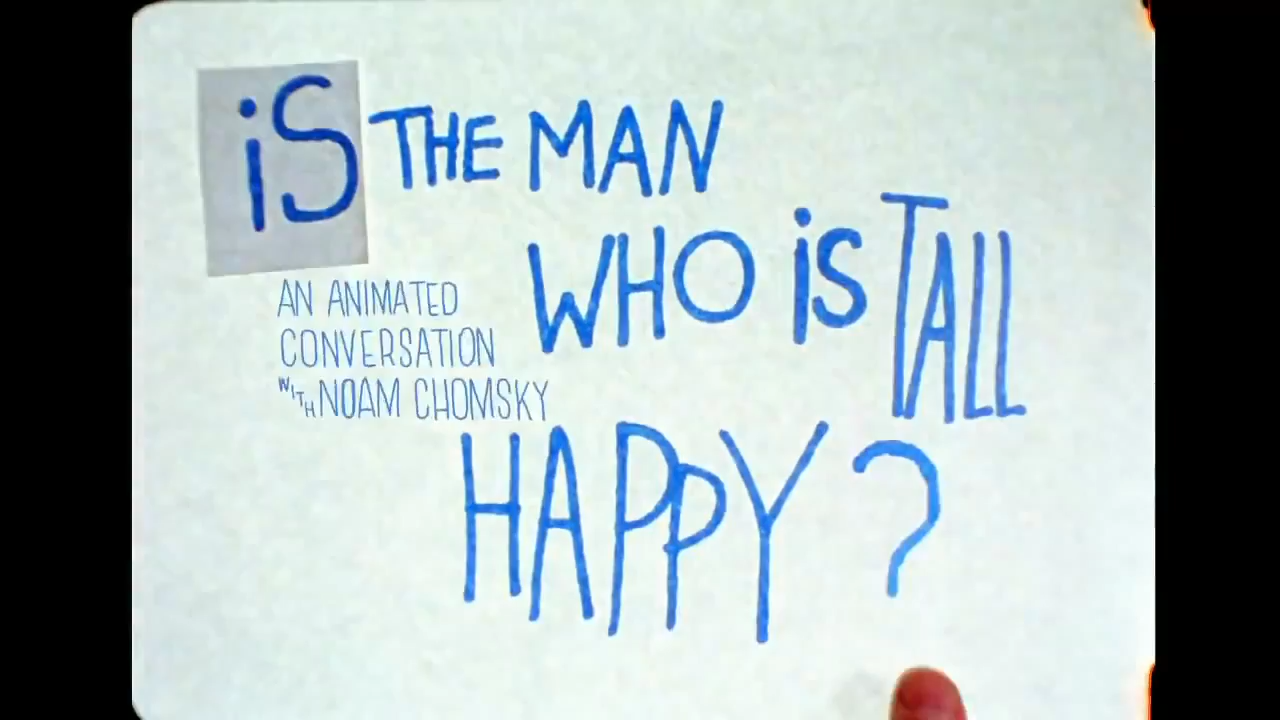 iS THE MAN
WHO iS TALL
AN ANIMATED
CONVERSATION
WITH NOAM CHOMSKY
HAPPY?